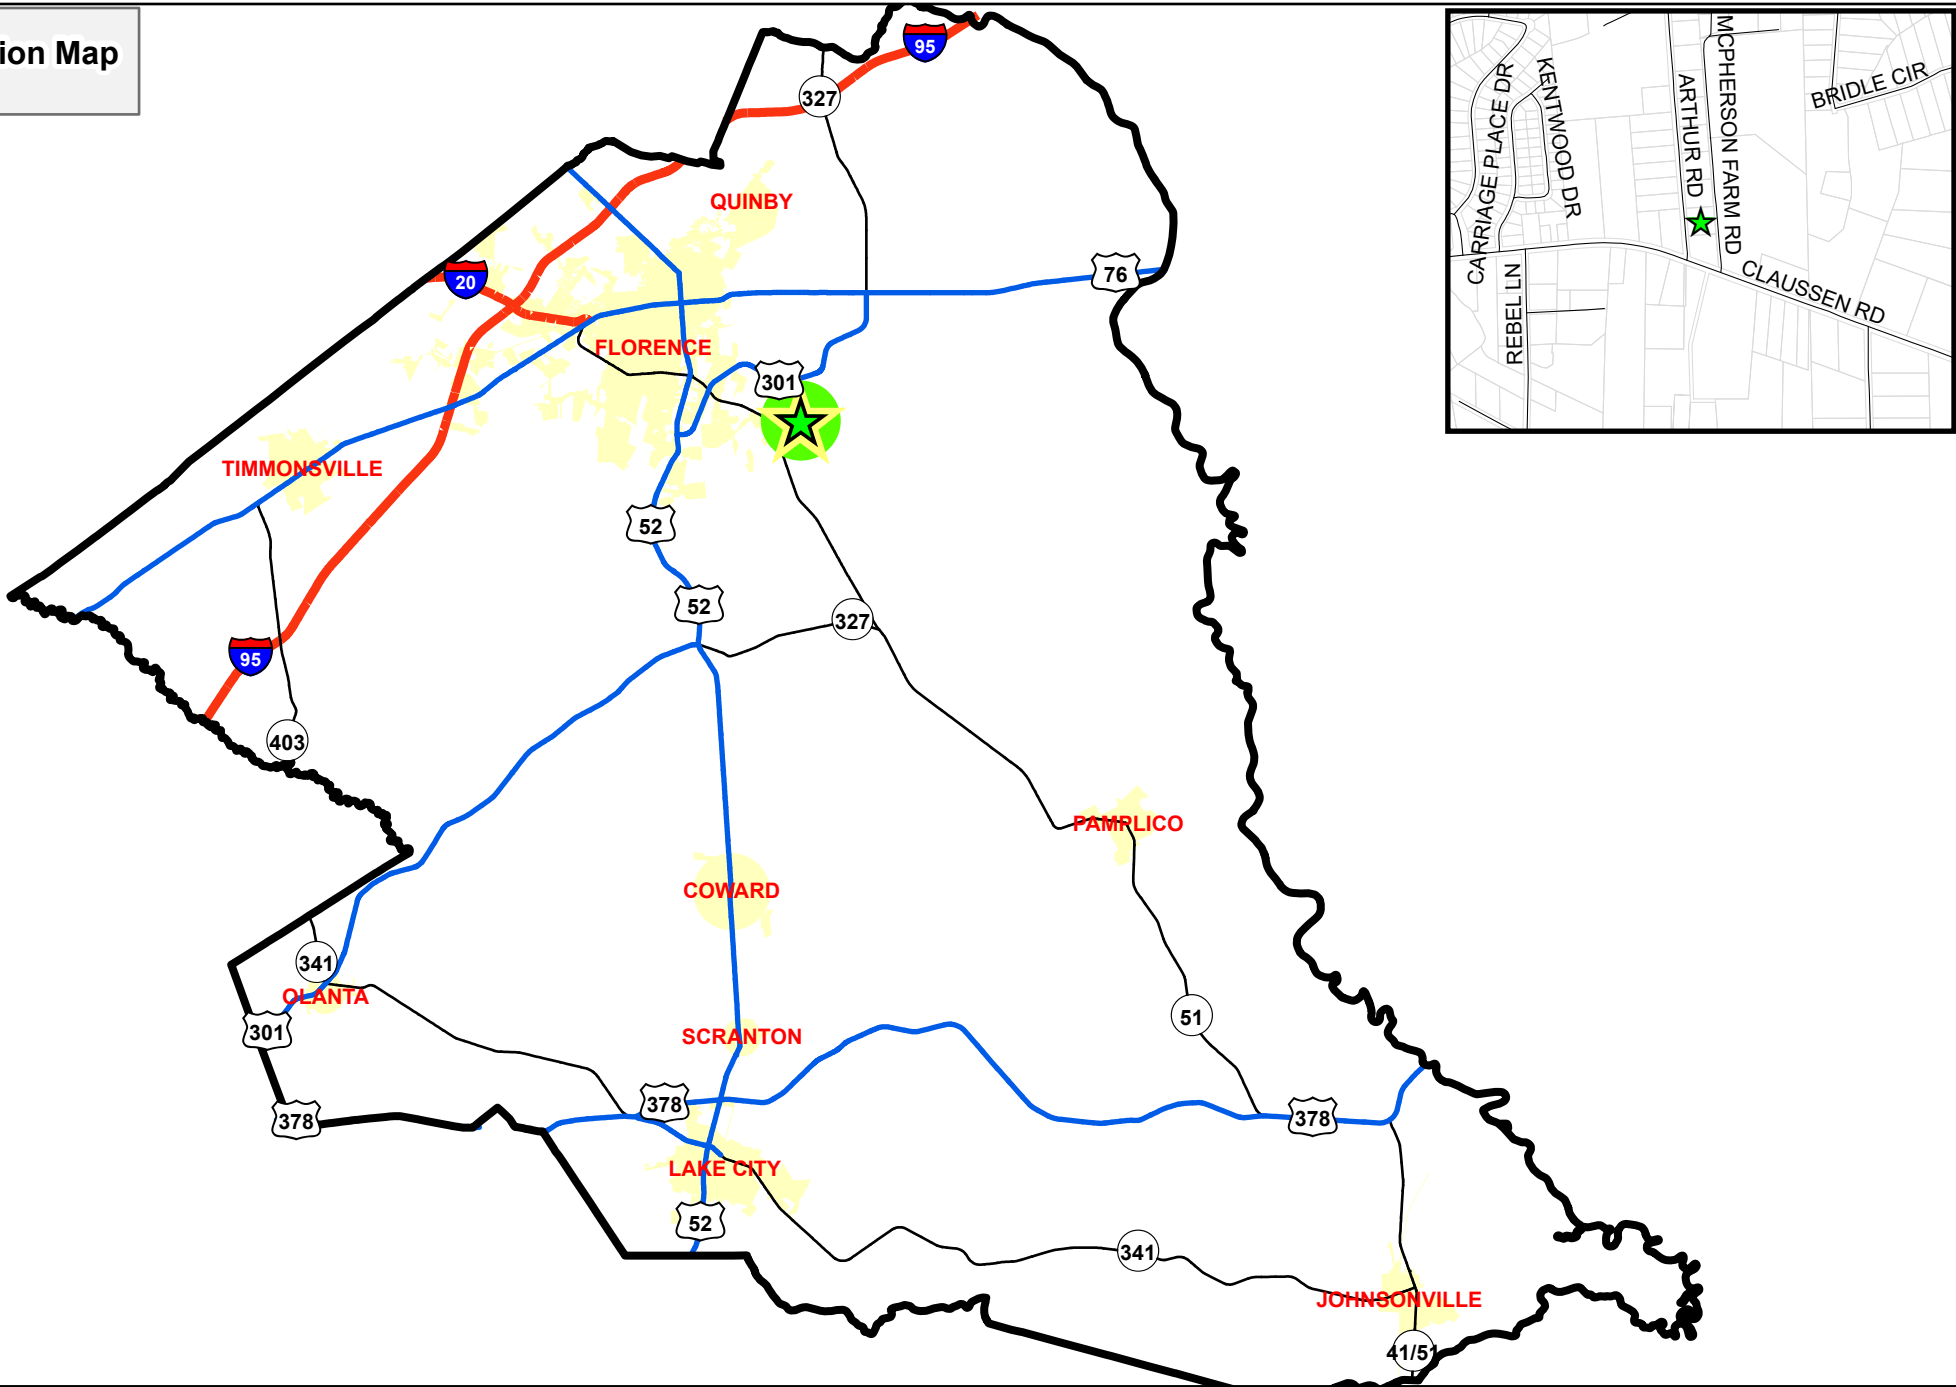 ion Map
95
327
QUINBY
20
76
FLORENCE
301
TIMMONSVILLE
52
52
327
95
403
PAMPLICO
COWARD
341
OLANTA
301
51
SCRANTON
378
378
378
LAKE CITY
52
341
JOHNSONVILLE
41/51
CARRIAGE PLACE DR
KENTWOOD DR
ARTHUR RD
MCPHERSON FARM RD
BRIDLE CIR
REBEL LN
CLAUSSEN RD